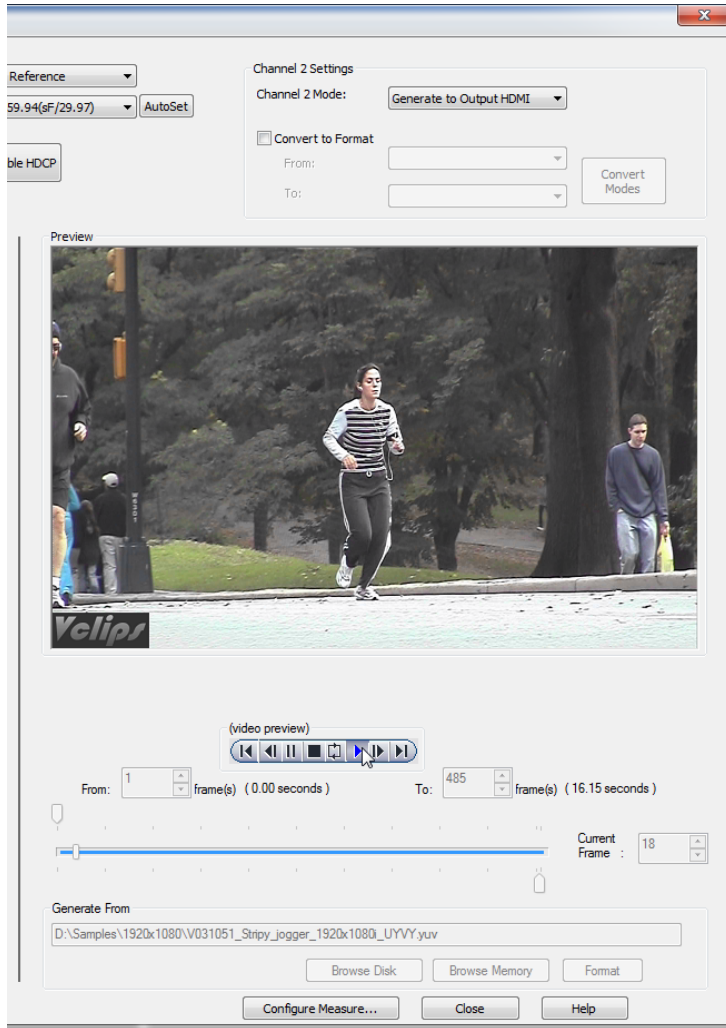 Reference
59.94(sF/29.97) AutoSet
ble HDCP
Channel 2 Settings
Channel 2 Mode: Generate to Output HDMI
Convert to Format
From:
To:
Convert Modes
Preview
W6301
Vclips
(video preview)
From: 1 frame(s) ( 0.00 seconds ) To: 485 frame(s) ( 16.15 seconds )
Current Frame : 18
Generate From
D:\Samples\1920x1080\V031051_Stripy_jogger_1920x1080i_UYVY.yuv
Browse Disk Browse Memory Format
Configure Measure... Close Help